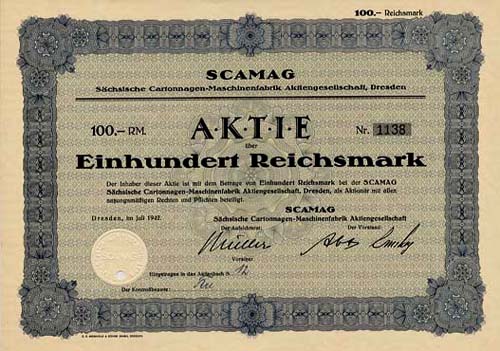 100.— Reichsmark
SCAMAG
Sächsische Cartonnagen-Maschinenfabrik Aktiengesellschaft, Dresden
100.— RM.
A·K·T·I·E
Nr. 1138
über
Einhundert Reichsmark
Der Inhaber dieser Aktie ist mit dem Betrage von Einhundert Reichsmark bei der SCAMAG
Sächsische Cartonnagen-Maschinenfabrik Aktiengesellschaft, Dresden, als Aktionär mit allen
satzungsmäßigen Rechten und Pflichten beteiligt.
SCAMAG
Sächsische Cartonnagen-Maschinenfabrik Aktiengesellschaft
Dresden, im Juli 1942.
Der Aufsichtsrat:
Der Vorstand:
Müller
Vorsitzer
Eingetragen in das Aktienbuch S. 12
Der Kontrollbeamte: